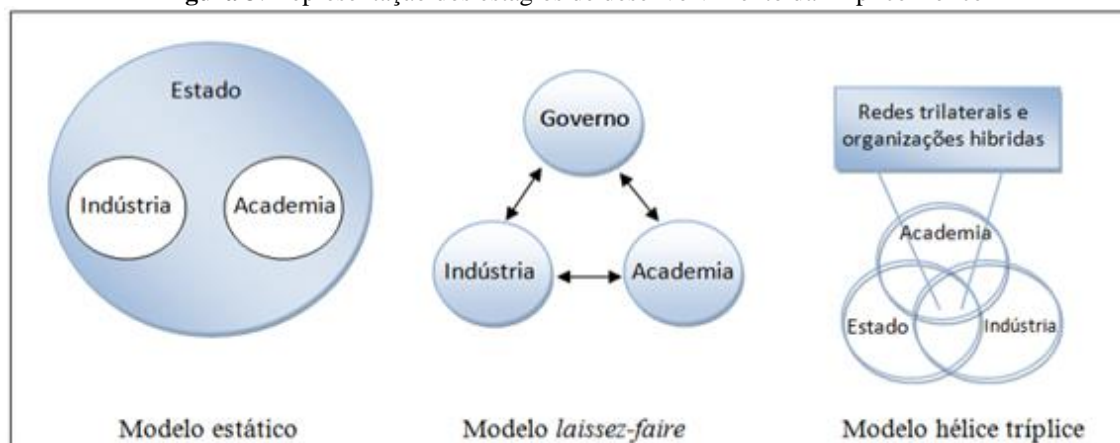 Estado
Indústria
Academia
Governo
Indústria
Academia
Redes trilaterais e
organizações hibridas
Academia
Estado
Indústria
Modelo estático
Modelo laissez-faire
Modelo hélice tríplice